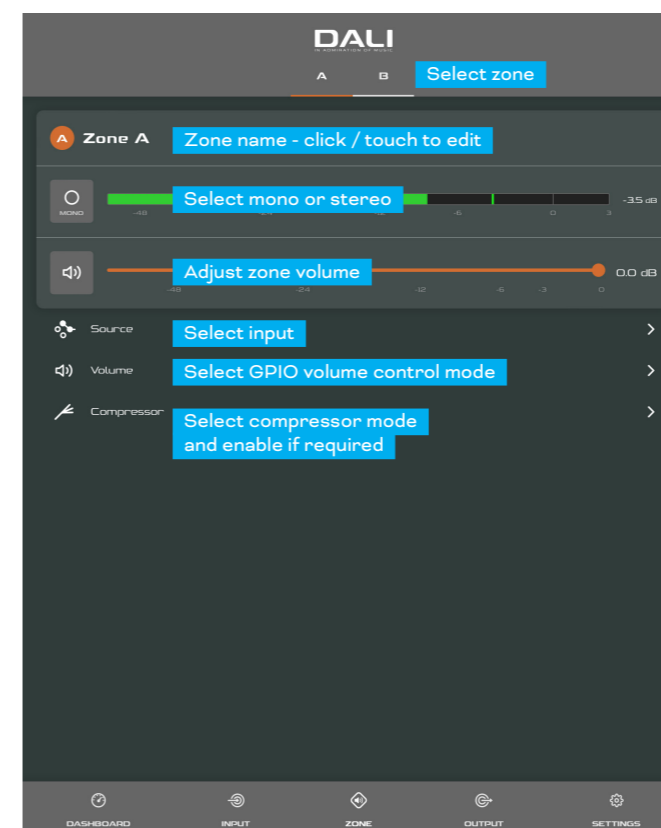 DALI
IN ADMIRATION OF MUSIC
A B Select zone
A Zone A Zone name - click / touch to edit
Select mono or stereo -3.5 dB
MONO -48 -24 -12 -6 0 3
Adjust zone volume 0.0 dB
-48 -24 -12 -6 -3 0
Source Select input
Volume Select GPIO volume control mode
Compressor Select compressor mode
and enable if required
DASHBOARD INPUT ZONE OUTPUT SETTINGS